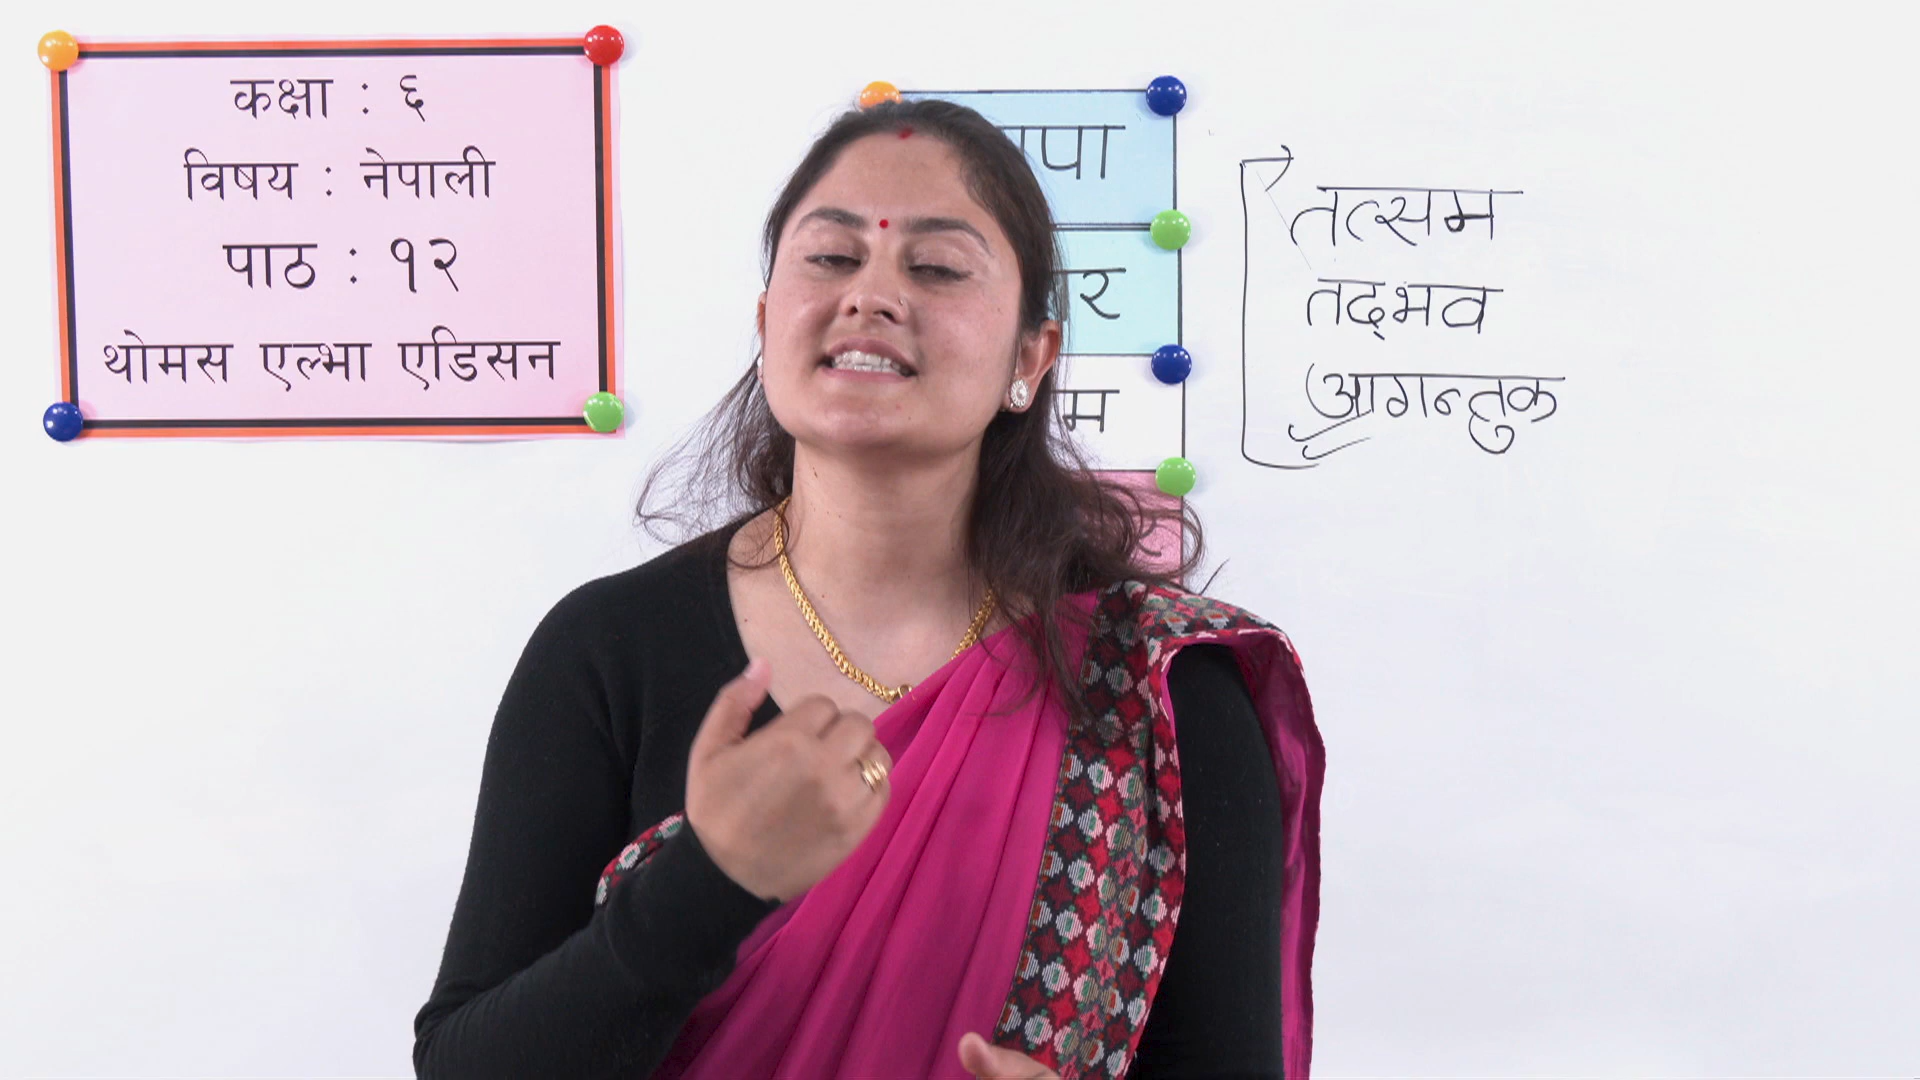 कक्षा : ६
विषय : नेपाली
पाठ : १२
थोमस एल्भा एडिसन
तत्सम
तद्भव
आगन्तुक